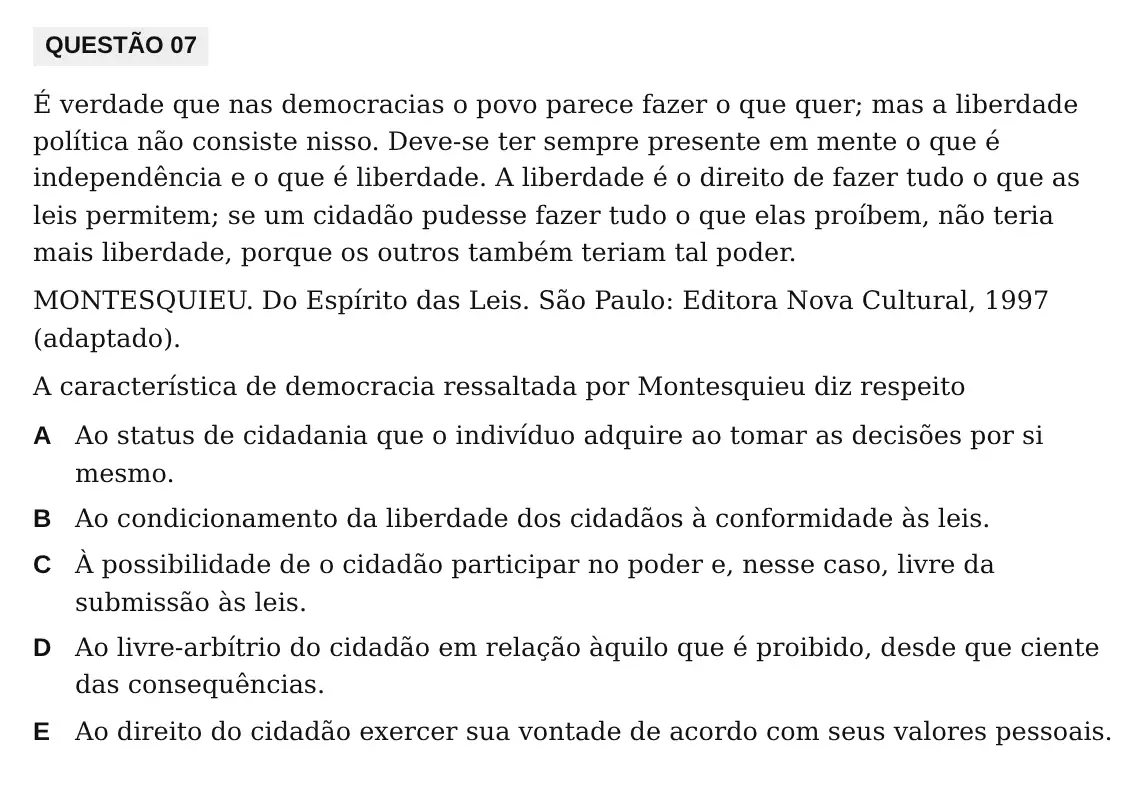 QUESTÃO 07
É verdade que nas democracias o povo parece fazer o que quer; mas a liberdade
política não consiste nisso. Deve-se ter sempre presente em mente o que é
independência e o que é liberdade. A liberdade é o direito de fazer tudo o que as
leis permitem; se um cidadão pudesse fazer tudo o que elas proíbem, não teria
mais liberdade, porque os outros também teriam tal poder.
MONTESQUIEU. Do Espírito das Leis. São Paulo: Editora Nova Cultural, 1997
(adaptado).
A característica de democracia ressaltada por Montesquieu diz respeito
A Ao status de cidadania que o indivíduo adquire ao tomar as decisões por si
mesmo.
B Ao condicionamento da liberdade dos cidadãos à conformidade às leis.
C À possibilidade de o cidadão participar no poder e, nesse caso, livre da
submissão às leis.
D Ao livre-arbítrio do cidadão em relação àquilo que é proibido, desde que ciente
das consequências.
E Ao direito do cidadão exercer sua vontade de acordo com seus valores pessoais.